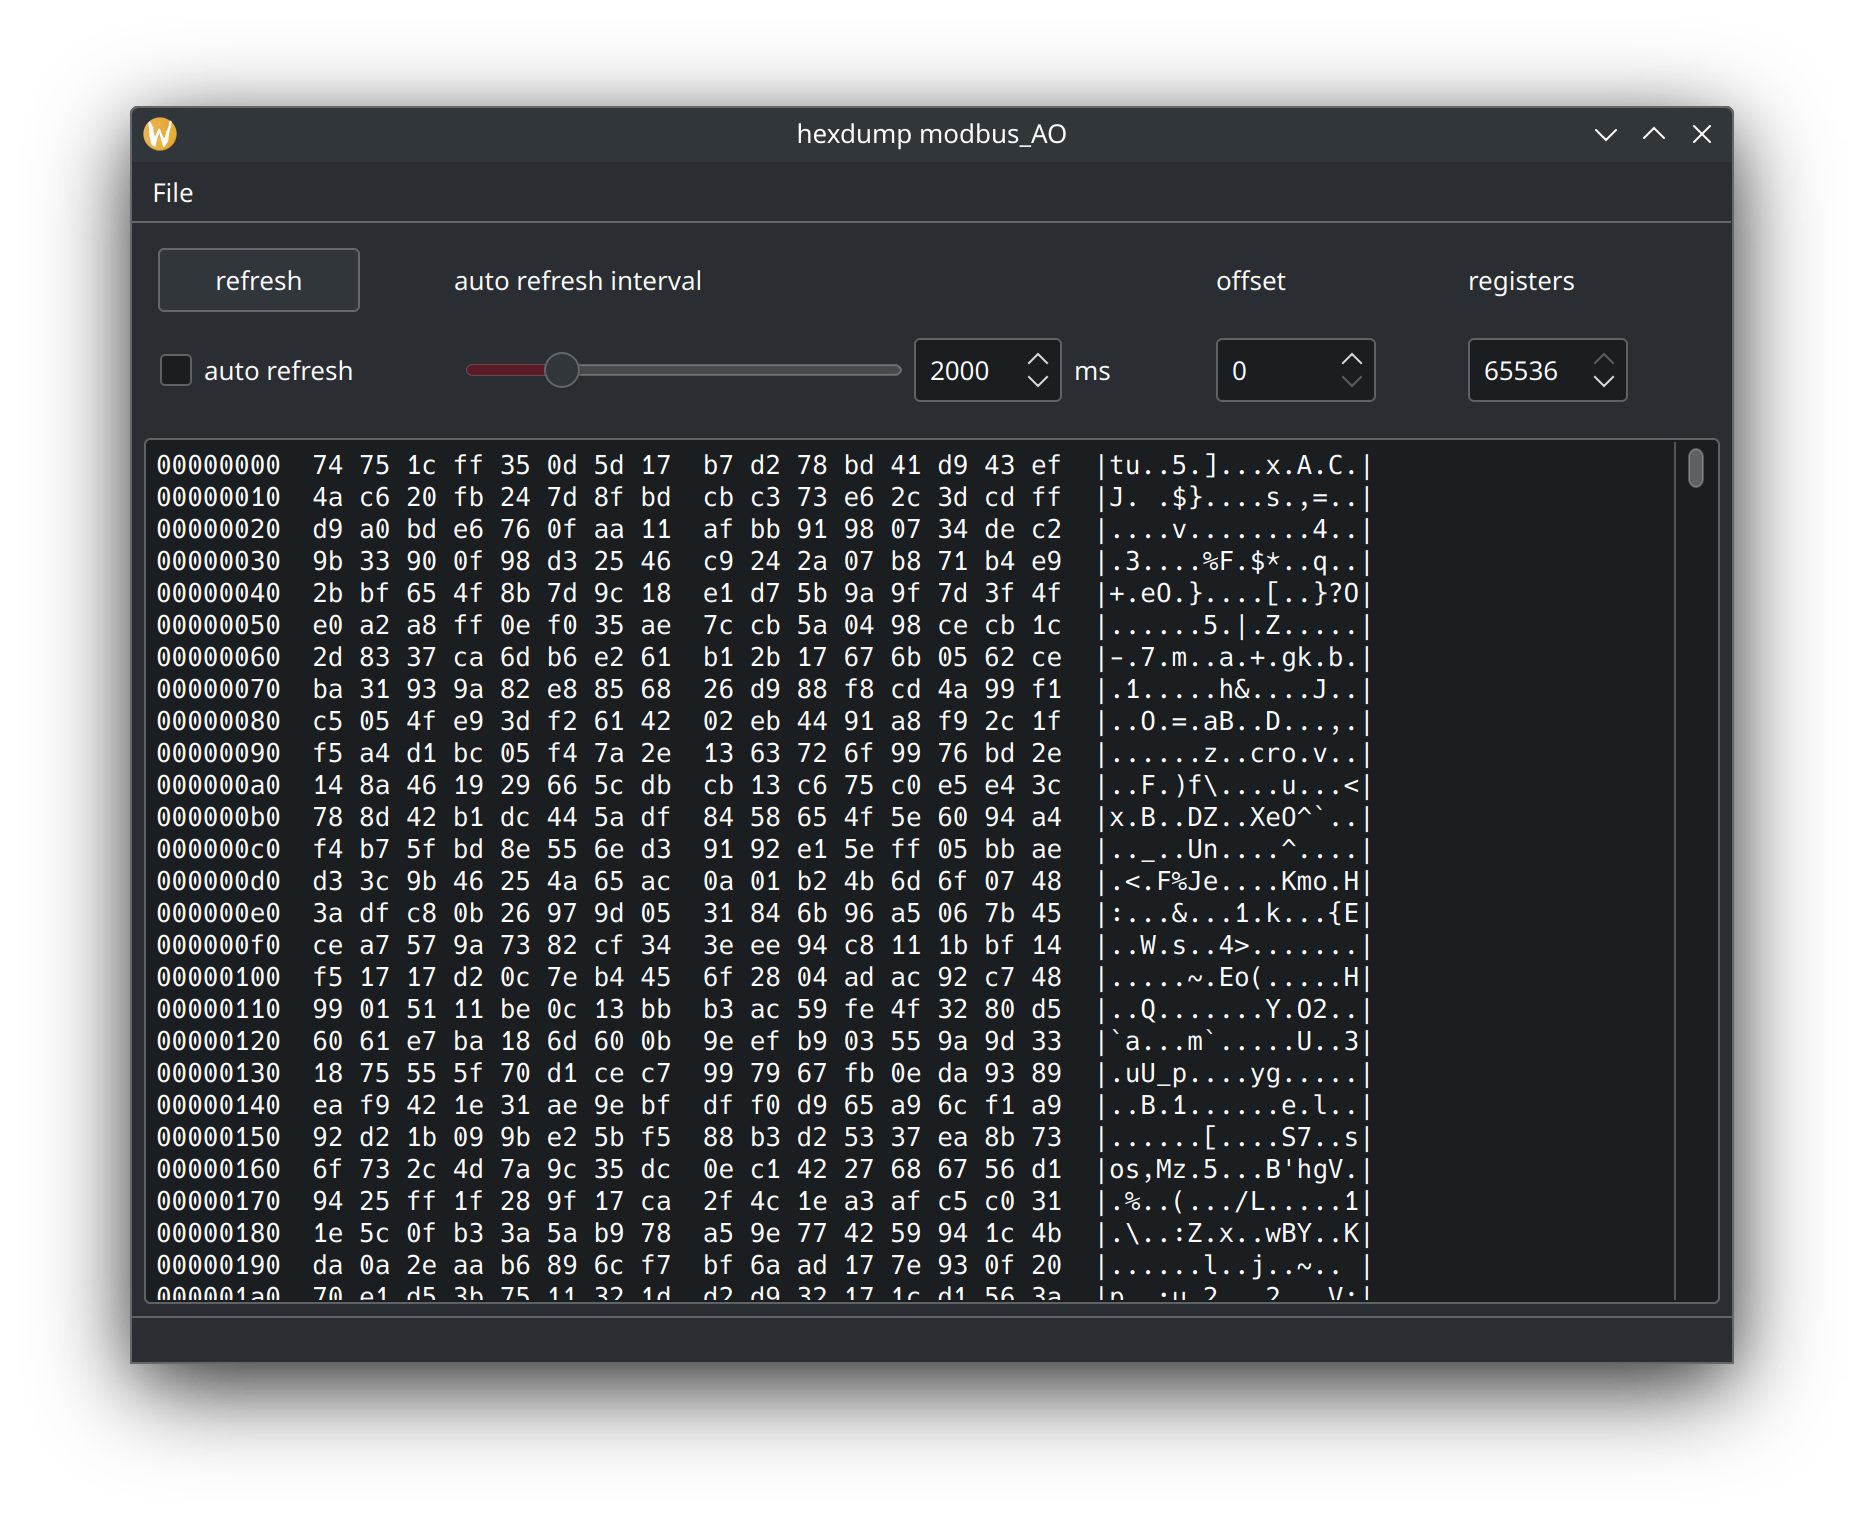 hexdump modbus_AO
File
refresh auto refresh interval offset registers
auto refresh 2000 ms 0 65536
00000000  74 75 1c ff 35 0d 5d 17  b7 d2 78 bd 41 d9 43 ef  |tu..5.]...x.A.C.|
00000010  4a c6 20 fb 24 7d 8f bd  cb c3 73 e6 2c 3d cd ff  |J. .$}....s.,=..|
00000020  d9 a0 bd e6 76 0f aa 11  af bb 91 98 07 34 de c2  |....v........4..|
00000030  9b 33 90 0f 98 d3 25 46  c9 24 2a 07 b8 71 b4 e9  |.3....%F.$*..q..|
00000040  2b bf 65 4f 8b 7d 9c 18  e1 d7 5b 9a 9f 7d 3f 4f  |+.eO.}....[..}?O|
00000050  e0 a2 a8 ff 0e f0 35 ae  7c cb 5a 04 98 ce cb 1c  |......5.|.Z.....|
00000060  2d 83 37 ca 6d b6 e2 61  b1 2b 17 67 6b 05 62 ce  |-.7.m..a.+.gk.b.|
00000070  ba 31 93 9a 82 e8 85 68  26 d9 88 f8 cd 4a 99 f1  |.1.....h&....J..|
00000080  c5 05 4f e9 3d f2 61 42  02 eb 44 91 a8 f9 2c 1f  |..O.=.aB..D...,.|
00000090  f5 a4 d1 bc 05 f4 7a 2e  13 63 72 6f 99 76 bd 2e  |......z..cro.v..|
000000a0  14 8a 46 19 29 66 5c db  cb 13 c6 75 c0 e5 e4 3c  |..F.)f\....u...<|
000000b0  78 8d 42 b1 dc 44 5a df  84 58 65 4f 5e 60 94 a4  |x.B..DZ..XeO^`..|
000000c0  f4 b7 5f bd 8e 55 6e d3  91 92 e1 5e ff 05 bb ae  |.._..Un....^....|
000000d0  d3 3c 9b 46 25 4a 65 ac  0a 01 b2 4b 6d 6f 07 48  |.<.F%Je....Kmo.H|
000000e0  3a df c8 0b 26 97 9d 05  31 84 6b 96 a5 06 7b 45  |:...&...1.k...{E|
000000f0  ce a7 57 9a 73 82 cf 34  3e ee 94 c8 11 1b bf 14  |..W.s..4>.......|
00000100  f5 17 17 d2 0c 7e b4 45  6f 28 04 ad ac 92 c7 48  |.....~.Eo(.....H|
00000110  99 01 51 11 be 0c 13 bb  b3 ac 59 fe 4f 32 80 d5  |..Q.......Y.O2..|
00000120  60 61 e7 ba 18 6d 60 0b  9e ef b9 03 55 9a 9d 33  |`a...m`.....U..3|
00000130  18 75 55 5f 70 d1 ce c7  99 79 67 fb 0e da 93 89  |.uU_p....yg.....|
00000140  ea f9 42 1e 31 ae 9e bf  df f0 d9 65 a9 6c f1 a9  |..B.1......e.l..|
00000150  92 d2 1b 09 9b e2 5b f5  88 b3 d2 53 37 ea 8b 73  |......[....S7..s|
00000160  6f 73 2c 4d 7a 9c 35 dc  0e c1 42 27 68 67 56 d1  |os,Mz.5...B'hgV.|
00000170  94 25 ff 1f 28 9f 17 ca  2f 4c 1e a3 af c5 c0 31  |.%..(.../L.....1|
00000180  1e 5c 0f b3 3a 5a b9 78  a5 9e 77 42 59 94 1c 4b  |.\..:Z.x..wBY..K|
00000190  da 0a 2e aa b6 89 6c f7  bf 6a ad 17 7e 93 0f 20  |......l..j..~.. |
000001a0  70 e1 d5 3b 75 11 32 1d  d2 d9 32 17 1c d1 56 3a  |p..;u.2...2...V:|